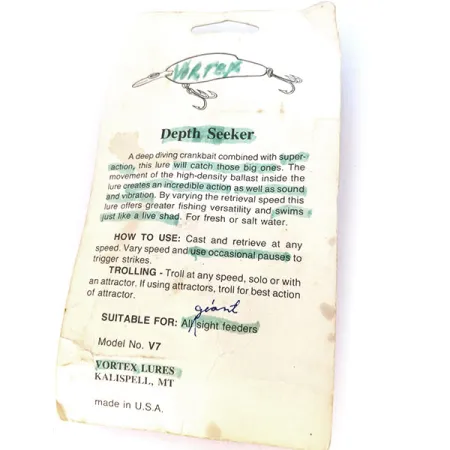 Vortex
Depth Seeker
A deep diving crankbait combined with super-
action, this lure will catch those big ones. The
movement of the high-density ballast inside the
lure creates an incredible action as well as sound
and vibration. By varying the retrieval speed this
lure offers greater fishing versatility and swims
just like a live shad. For fresh or salt water.
HOW TO USE: Cast and retrieve at any
speed. Vary speed and use occasional pauses to
trigger strikes.
TROLLING - Troll at any speed, solo or with
an attractor. If using attractors, troll for best action
of attractor.
giant
SUITABLE FOR: All sight feeders
Model No. V7
VORTEX LURES
KALISPELL, MT
made in U.S.A.